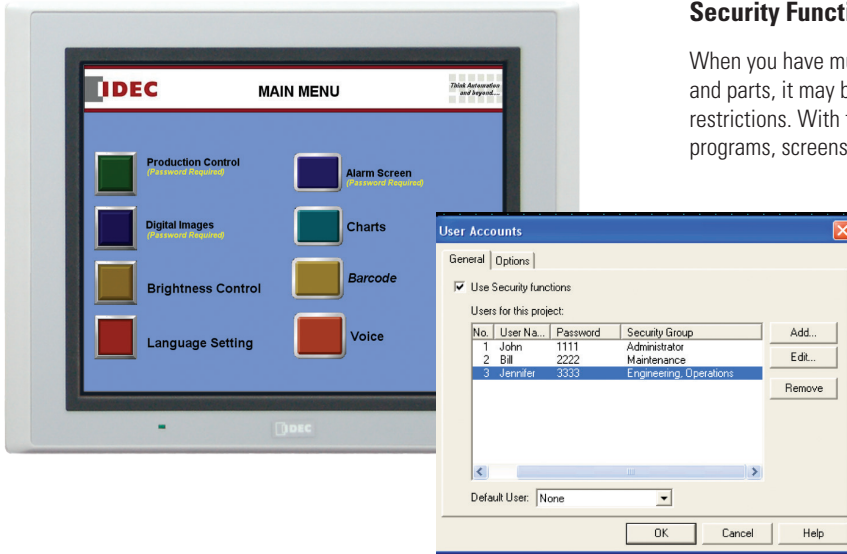 Security Functi
When you have mu
and parts, it may b
restrictions. With t
programs, screens
IDEC
MAIN MENU
Think Automation
and beyond....
Production Control
(Password Required)
Alarm Screen
(Password Required)
Digital Images
(Password Required)
Charts
Brightness Control
Barcode
Language Setting
Voice
IDEC
User Accounts
General Options
Use Security functions
Users for this project:
No. User Na... Password Security Group
1 John 1111 Administrator
2 Bill 2222 Maintenance
3 Jennifer 3333 Engineering, Operations
Add...
Edit...
Remove
Default User: None
OK Cancel Help